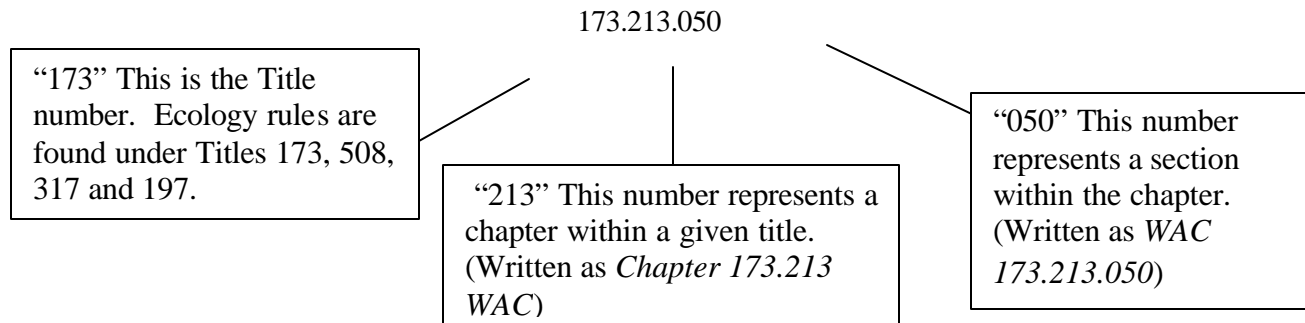 173.213.050
“173” This is the Title
number. Ecology rules are
found under Titles 173, 508,
317 and 197.
“213” This number represents a
chapter within a given title.
(Written as Chapter 173.213
WAC)
“050” This number
represents a section
within the chapter.
(Written as WAC
173.213.050)